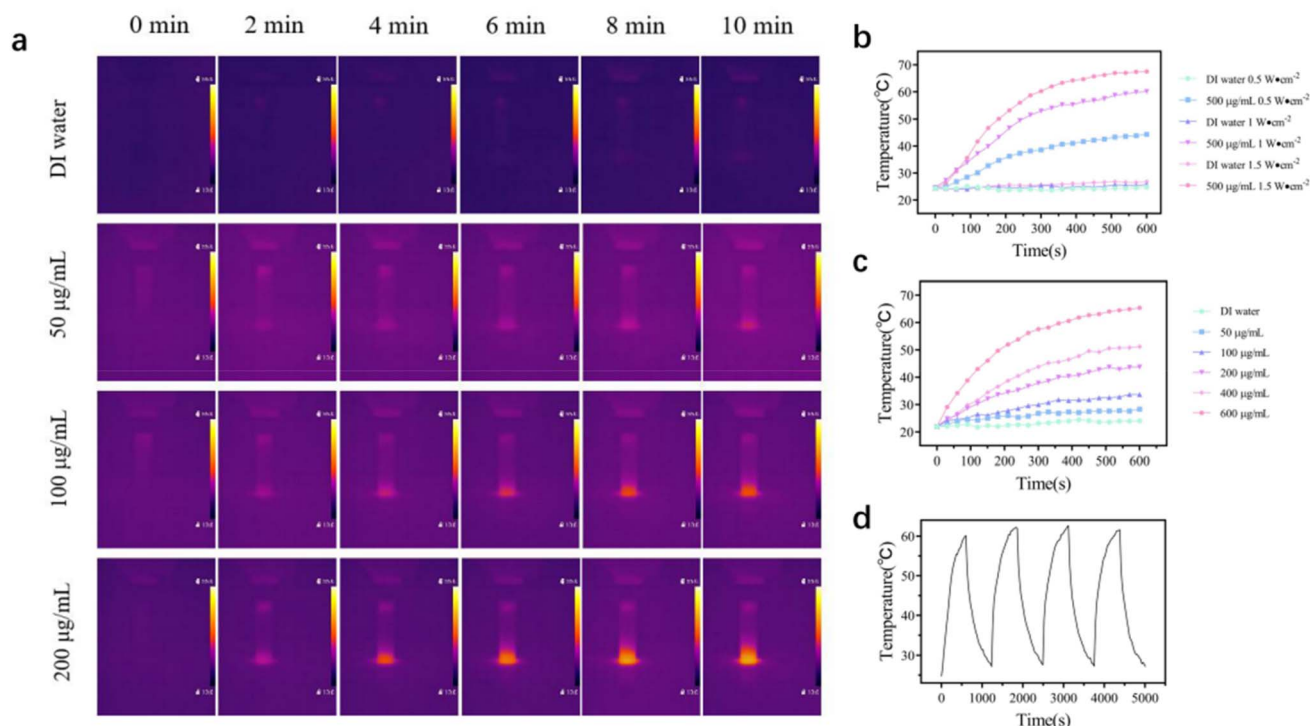 a
0 min 2 min 4 min 6 min 8 min 10 min
DI water
50 μg/mL
100 μg/mL
200 μg/mL
b
Temperature(℃)
70
60
50
40
30
20
0 100 200 300 400 500 600
Time(s)
DI water 0.5 W•cm⁻²
500 μg/mL 0.5 W•cm⁻²
DI water 1 W•cm⁻²
500 μg/mL 1 W•cm⁻²
DI water 1.5 W•cm⁻²
500 μg/mL 1.5 W•cm⁻²
c
Temperature(℃)
70
60
50
40
30
20
0 100 200 300 400 500 600
Time(s)
DI water
50 μg/mL
100 μg/mL
200 μg/mL
400 μg/mL
600 μg/mL
d
Temperature(℃)
60
50
40
30
0 1000 2000 3000 4000 5000
Time(s)